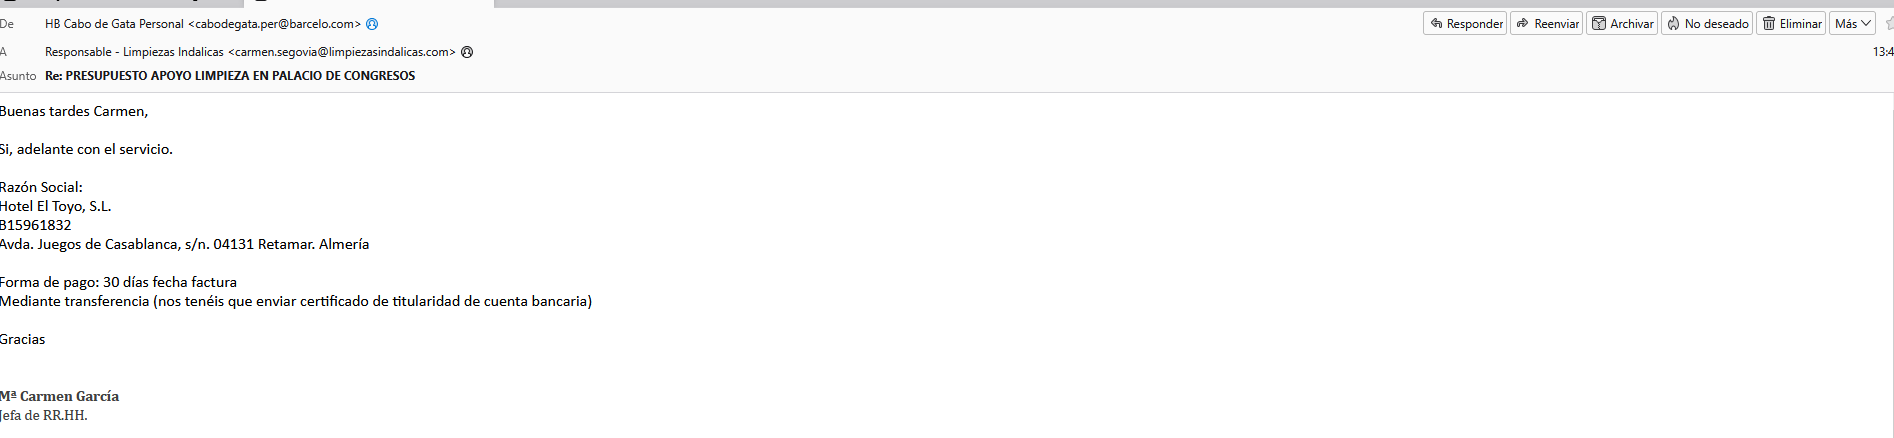 De HB Cabo de Gata Personal <cabodegata.per@barcelo.com>
Responder Reenviar Archivar No deseado Eliminar Más
A Responsable - Limpiezas Indalicas <carmen.segovia@limpiezasindalicas.com>
13:4
Asunto Re: PRESUPUESTO APOYO LIMPIEZA EN PALACIO DE CONGRESOS
Buenas tardes Carmen,
Si, adelante con el servicio.
Razón Social:
Hotel El Toyo, S.L.
B15961832
Avda. Juegos de Casablanca, s/n. 04131 Retamar. Almería
Forma de pago: 30 días fecha factura
Mediante transferencia (nos tenéis que enviar certificado de titularidad de cuenta bancaria)
Gracias
Mª Carmen García
Jefa de RR.HH.